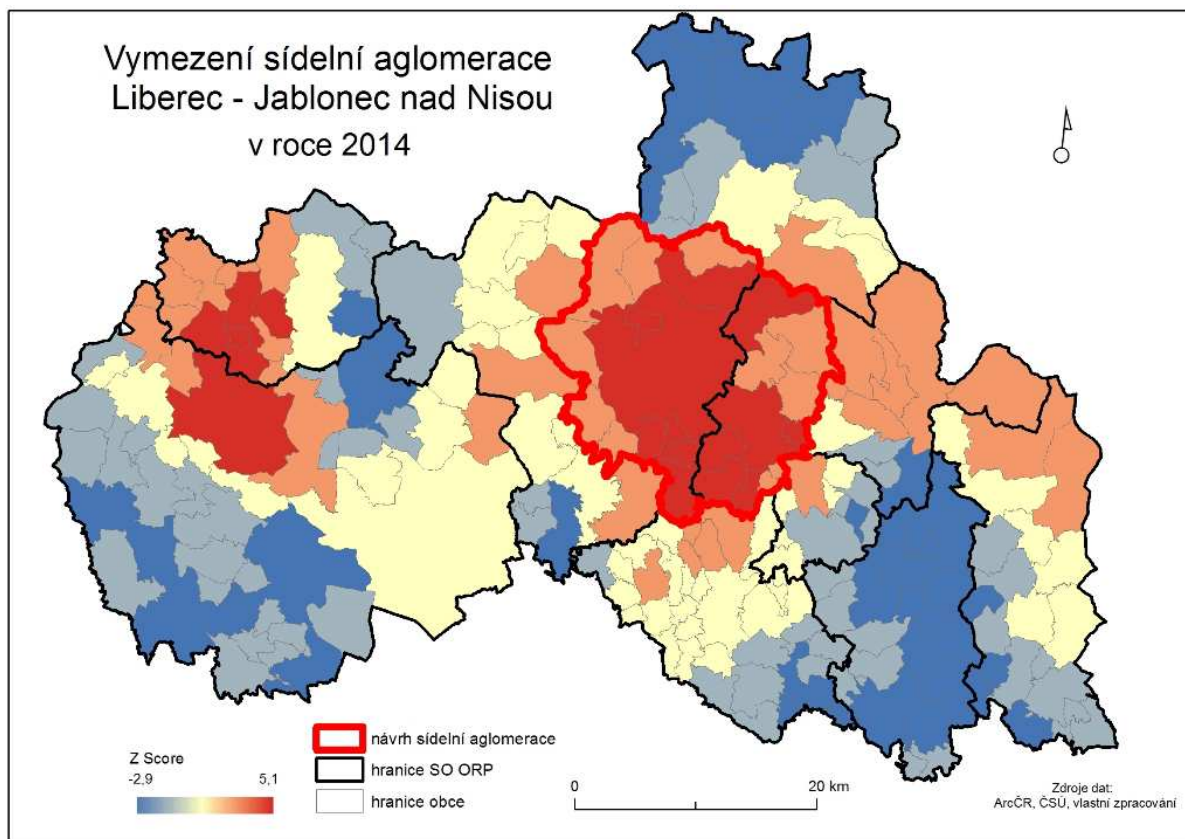 Vymezení sídelní aglomerace
Liberec - Jablonec nad Nisou
v roce 2014
Z Score
-2,9 5,1
návrh sídelní aglomerace
hranice SO ORP
hranice obce
0 20 km
Zdroje dat:
ArcČR, ČSÚ, vlastní zpracování